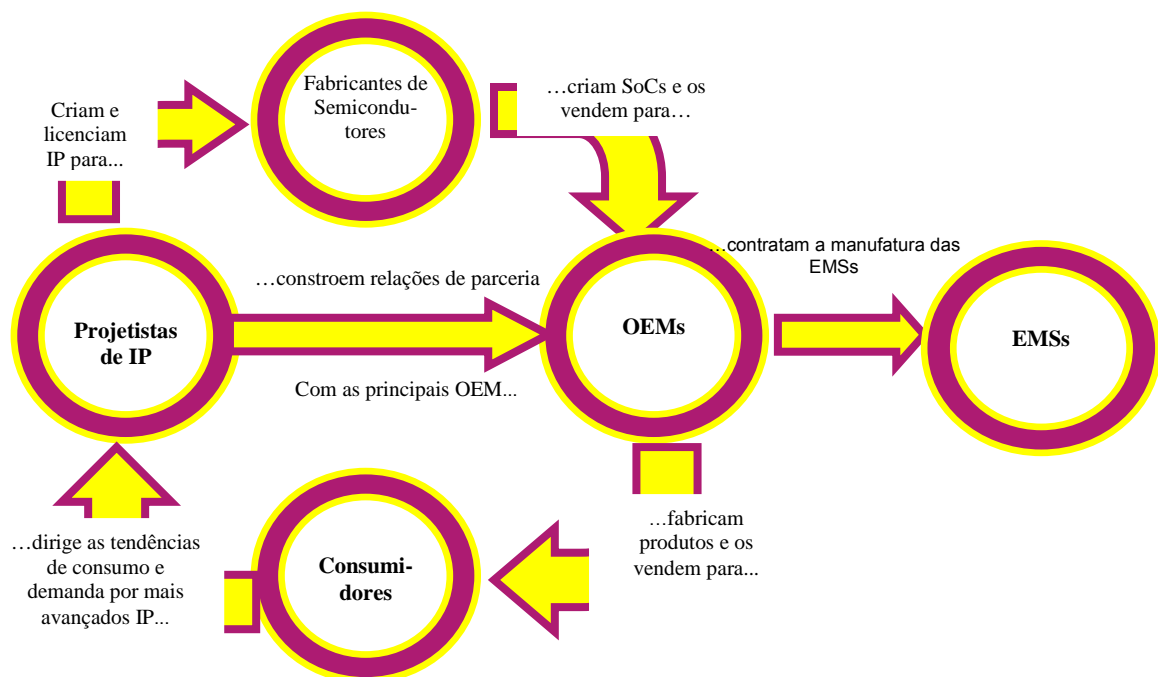 Criam e
licenciam
IP para...
Fabricantes de
Semicondu-
tores
…criam SoCs e os
vendem para…
Projetistas
de IP
…constroem relações de parceria
Com as principais OEM...
OEMs
…contratam a manufatura das
EMSs
EMSs
…fabricam
produtos e os
vendem para...
Consumi-
dores
…dirige as tendências
de consumo e
demanda por mais
avançados IP...